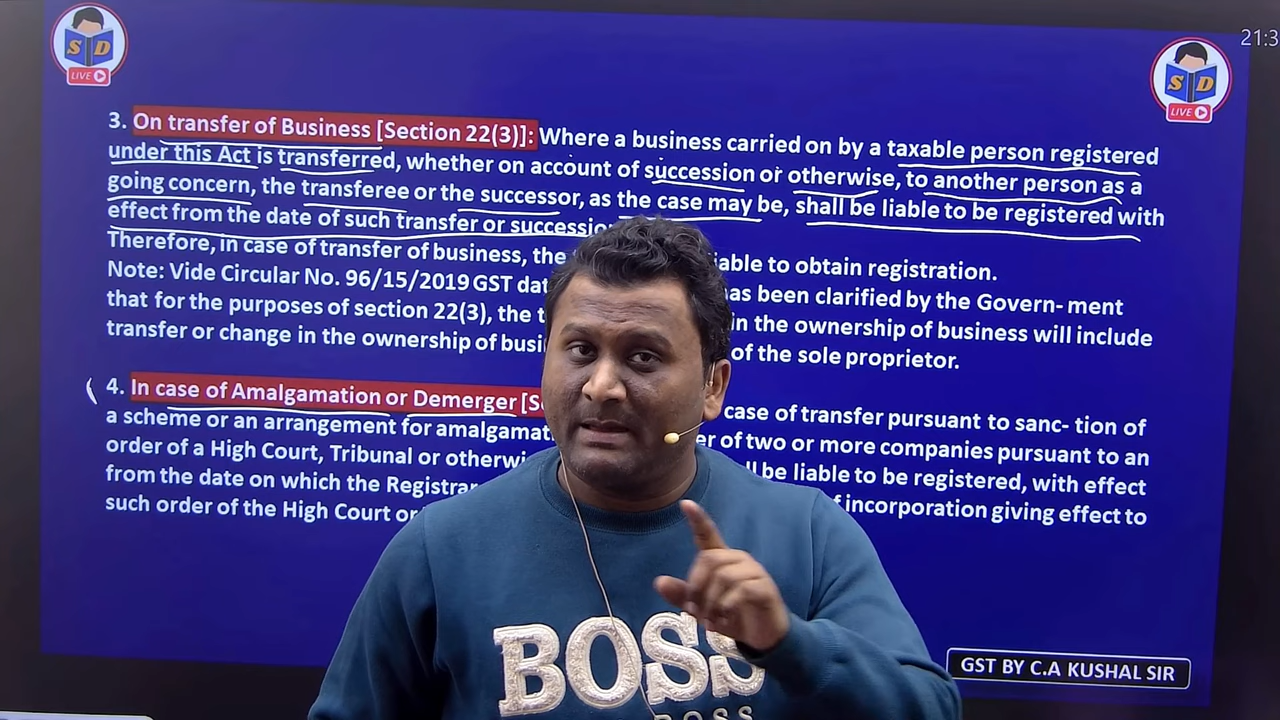 21:3
S D
LIVE
S D
LIVE
3. On transfer of Business [Section 22(3)]: Where a business carried on by a taxable person registered
under this Act is transferred, whether on account of succession or otherwise, to another person as a
going concern, the transferee or the successor, as the case may be, shall be liable to be registered with
effect from the date of such transfer or
Therefore, in case of transfer of business, the to obtain registration.
Note: Vide Circular No. 96/15/2019 GST has been clarified by the Govern- ment
that for the purposes of section 22(3), the in the ownership of business will include
transfer or change in the ownership of of the sole proprietor.
4. In case of Amalgamation or Demerger case of transfer pursuant to sanc- tion of
a scheme or an arrangement for of two or more companies pursuant to an
order of a High Court, Tribunal or be liable to be registered, with effect
from the date on which the incorporation giving effect to
such order of the High Court
BOSS
BOSS
GST BY C.A KUSHAL SIR